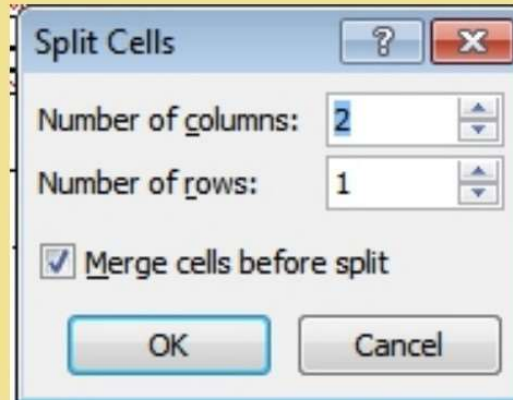 Split Cells ?
Number of columns: 2
Number of rows: 1
Merge cells before split
OK Cancel